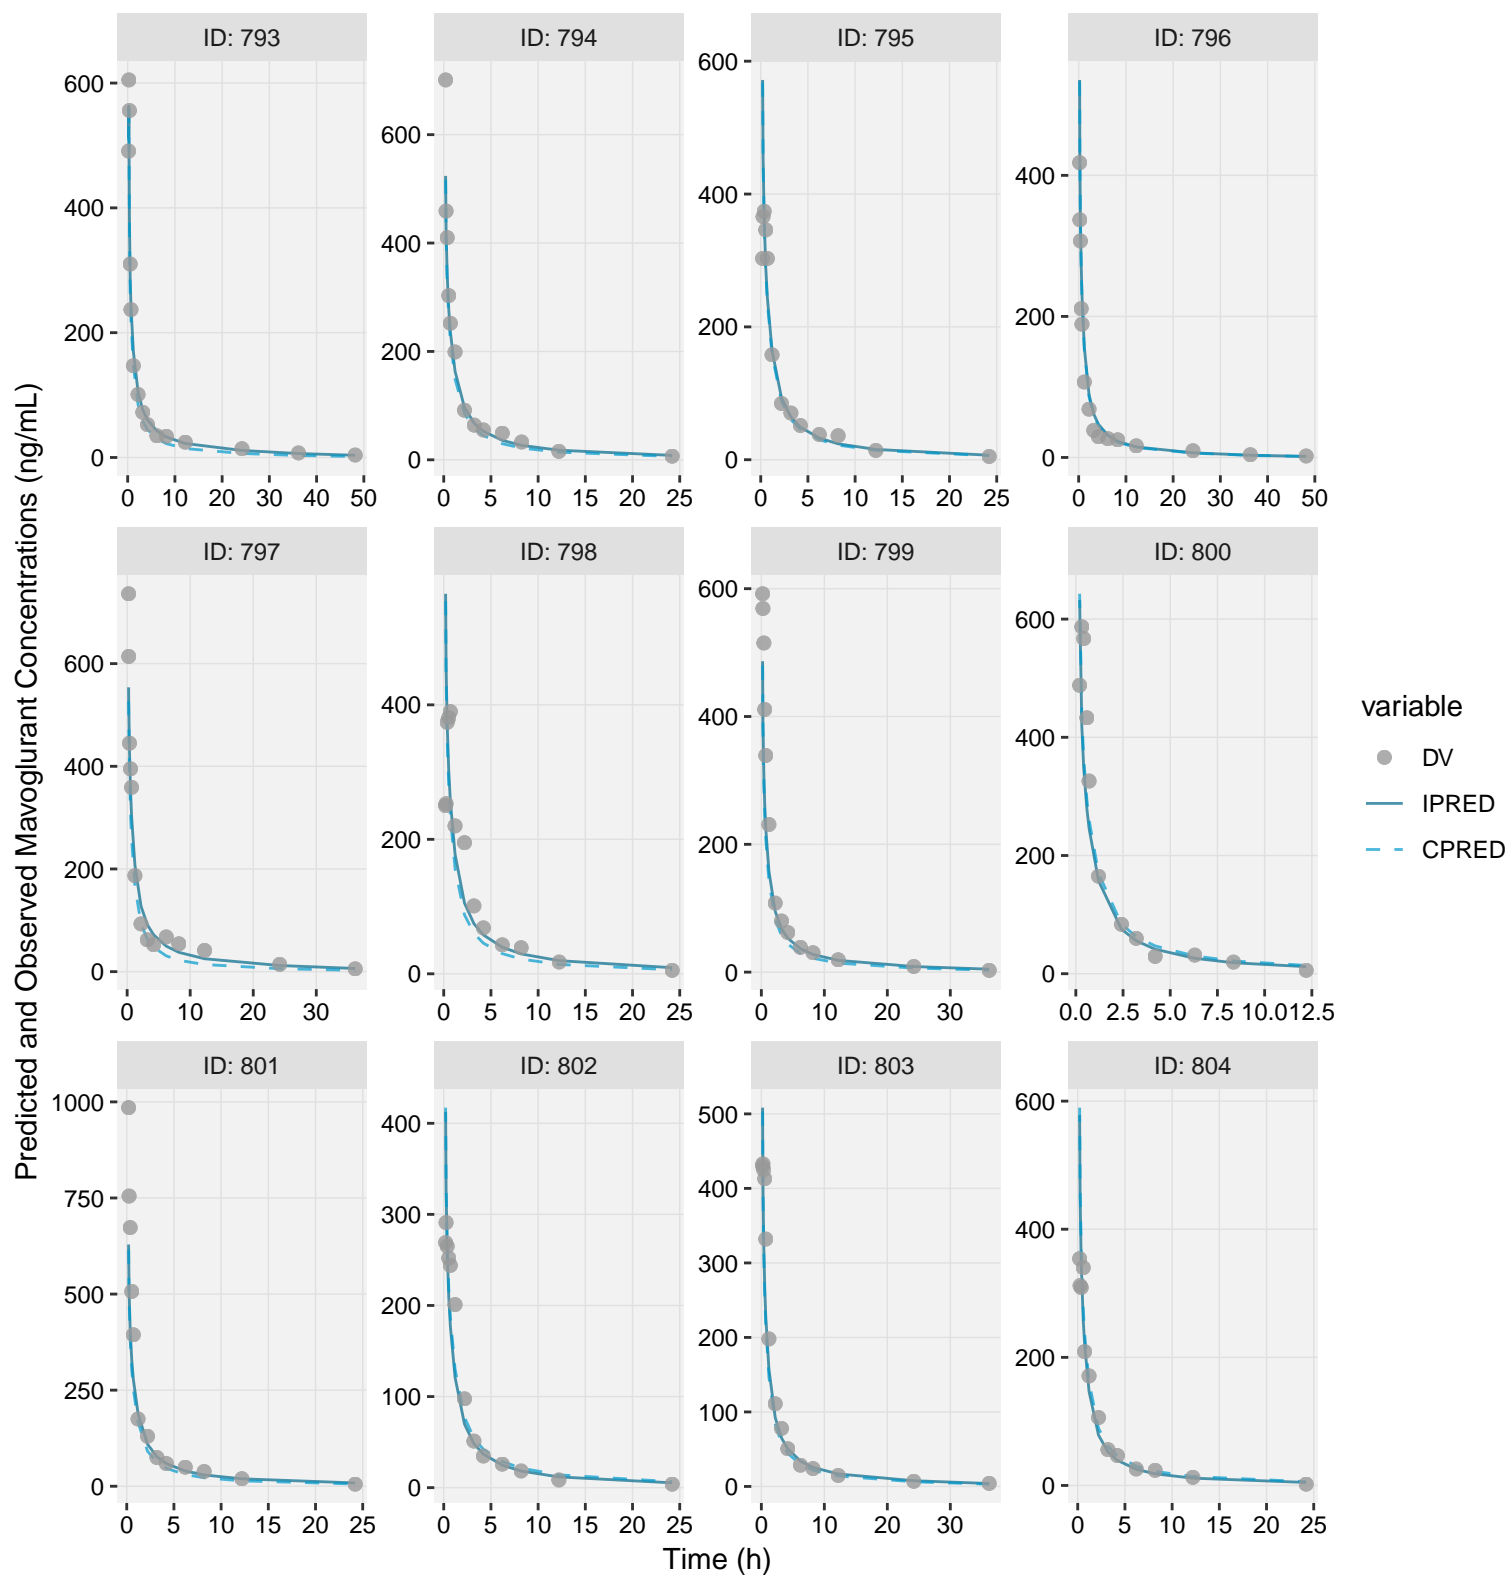 ID: 793 ID: 794 ID: 795 ID: 796
600 400 200 0
600 400 200 0
600 400 200 0
400 200 0
0 10 20 30 40 50
0 5 10 15 20 25
0 5 10 15 20 25
0 10 20 30 40 50
Predicted and Observed Mavoglurant Concentrations (ng/mL)
ID: 797 ID: 798 ID: 799 ID: 800
600 400 200 0
400 200 0
600 400 200 0
600 400 200 0
0 10 20 30
0 5 10 15 20 25
0 10 20 30
0.0 2.5 5.0 7.5 10.0 12.5
variable
DV
IPRED
CPRED
ID: 801 ID: 802 ID: 803 ID: 804
1000 750 500 250 0
400 300 200 100 0
500 400 300 200 100 0
600 400 200 0
0 5 10 15 20 25
0 5 10 15 20 25
0 10 20 30
0 5 10 15 20 25
Time (h)